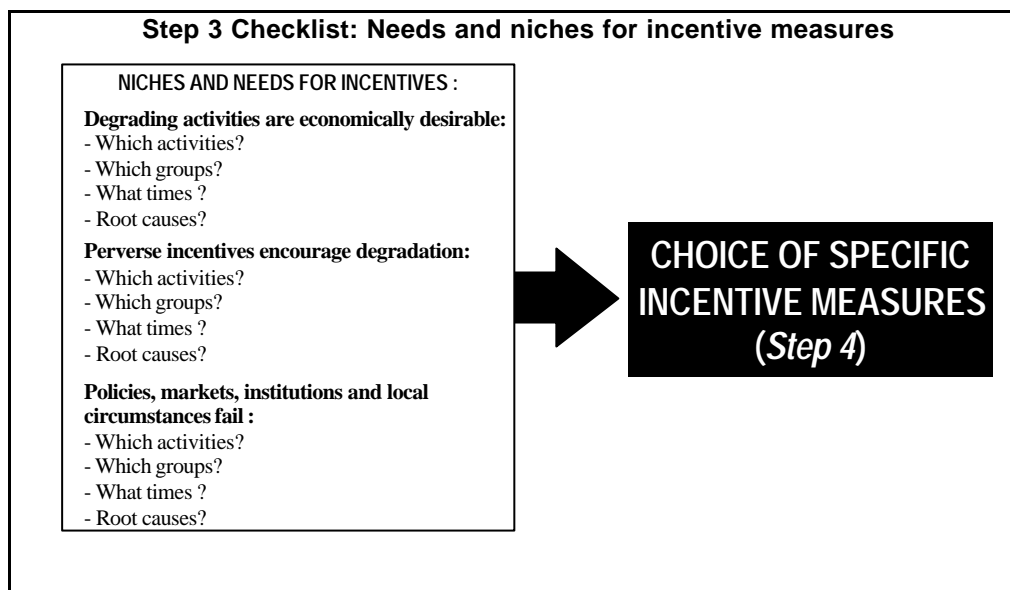 Step 3 Checklist: Needs and niches for incentive measures
NICHES AND NEEDS FOR INCENTIVES :
Degrading activities are economically desirable:
- Which activities?
- Which groups?
- What times ?
- Root causes?
Perverse incentives encourage degradation:
- Which activities?
- Which groups?
- What times ?
- Root causes?
Policies, markets, institutions and local
circumstances fail :
- Which activities?
- Which groups?
- What times ?
- Root causes?
CHOICE OF SPECIFIC
INCENTIVE MEASURES
(Step 4)